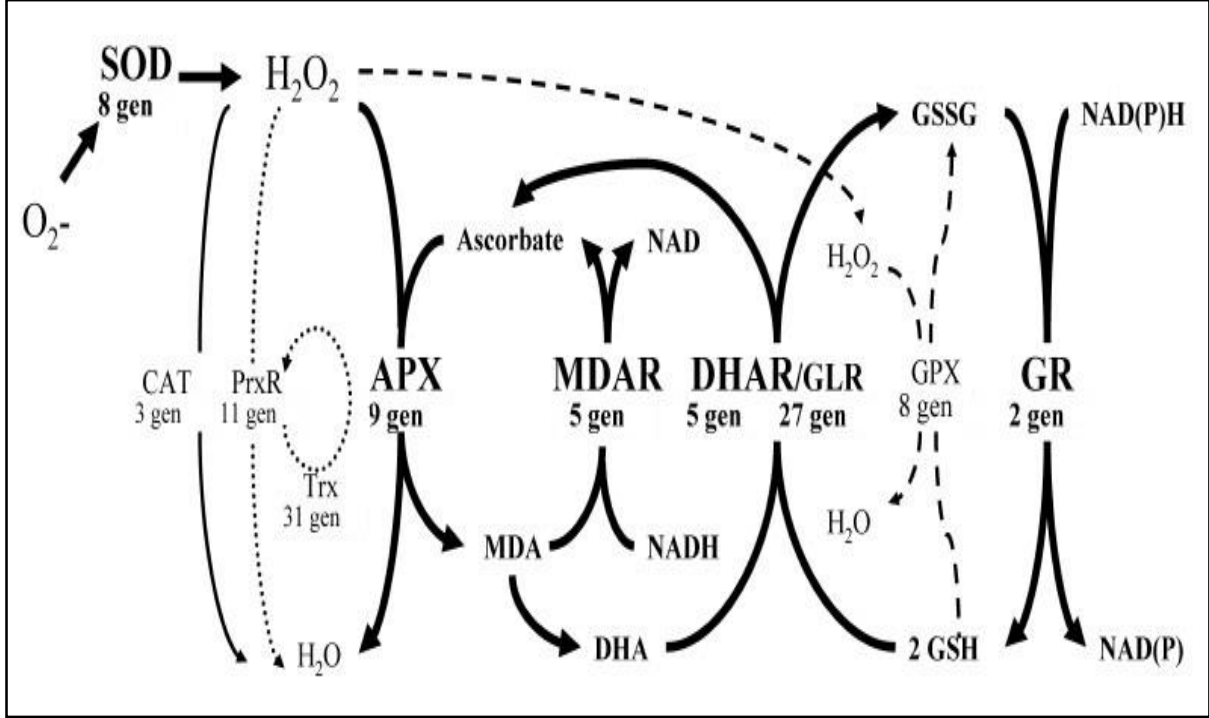 SOD
8 gen
H₂O₂
GSSG
NAD(P)H
O₂-
Ascorbate
NAD
H₂O₂
CAT
3 gen
PrxR
11 gen
APX
9 gen
MDAR
5 gen
DHAR/GLR
5 gen 27 gen
GPX
8 gen
GR
2 gen
Trx
31 gen
H₂O
MDA
NADH
H₂O
DHA
2 GSH
NAD(P)